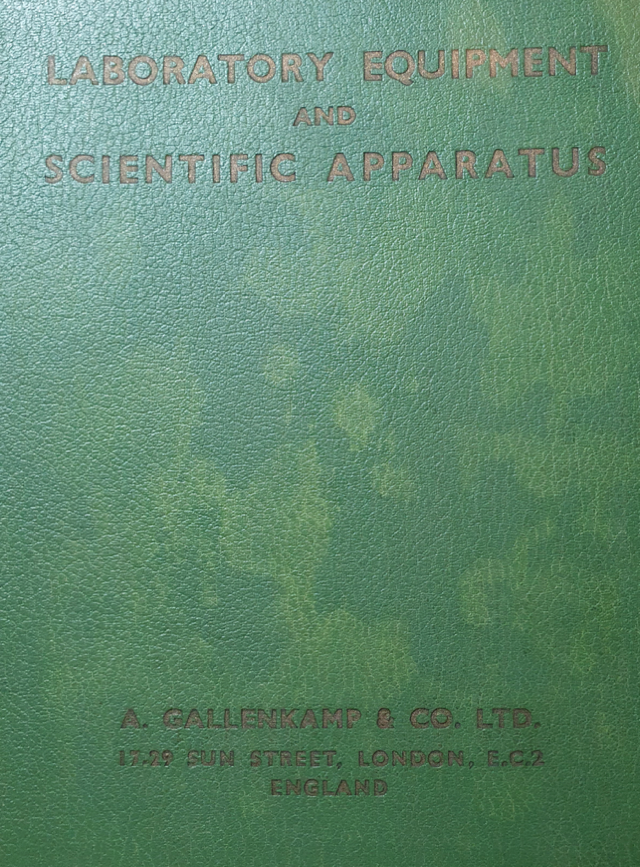 LABORATORY EQUIPMENT
AND
SCIENTIFIC APPARATUS
A. GALLENKAMP & CO. LTD.
17-29 SUN STREET, LONDON, E.C.2
ENGLAND